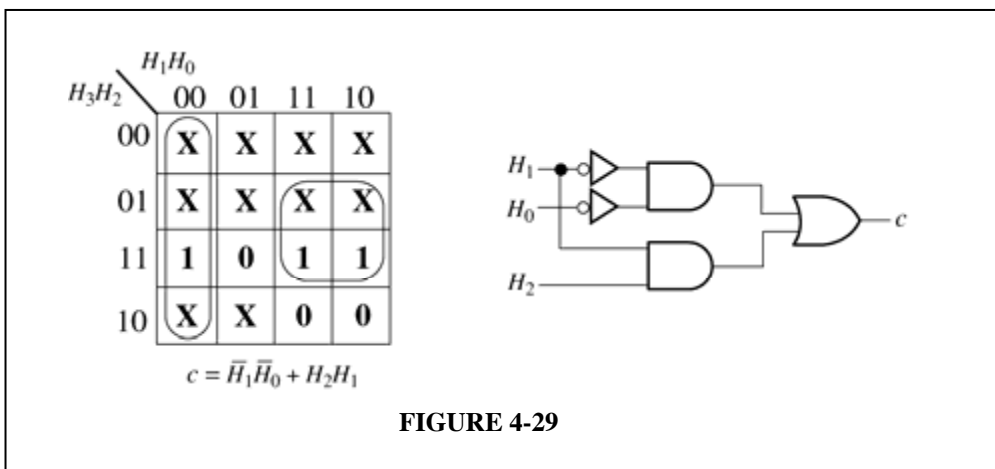 H₁H₀
H₃H₂ 00 01 11 10
00 X X X X
01 X X X X
11 1 0 1 1
10 X X 0 0
c = H̅₁H̅₀ + H₂H₁
H₁
H₀
H₂
c
FIGURE 4-29